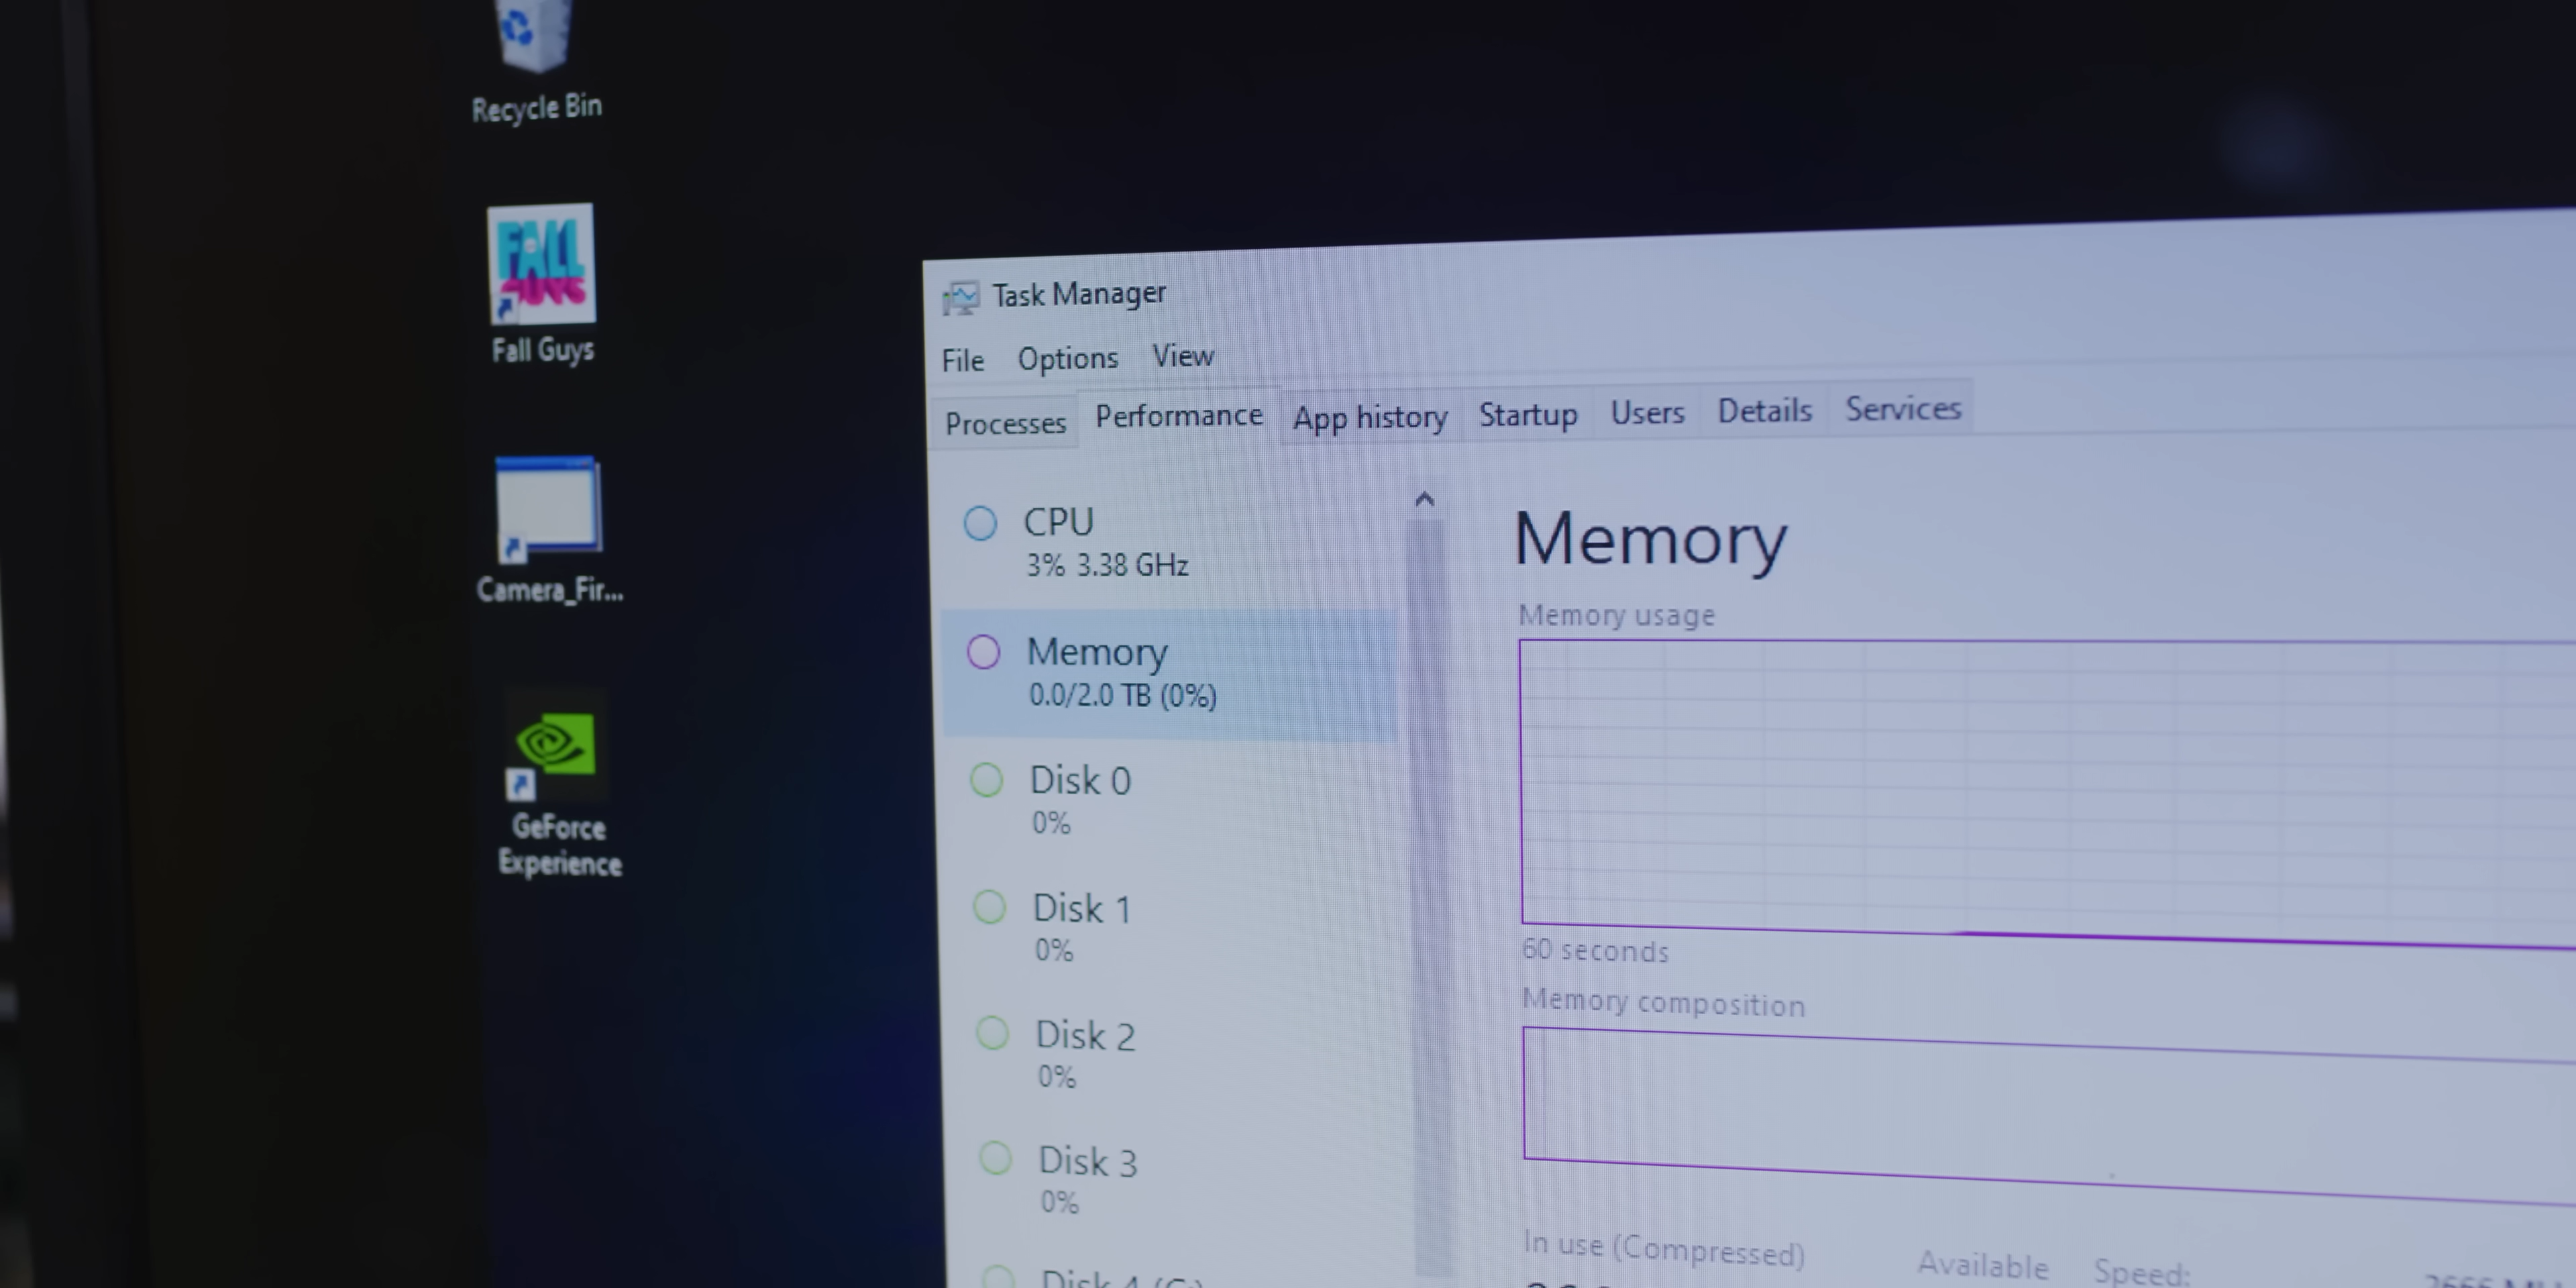 Recycle Bin
FALL
GUYS
Fall Guys
Camera_Fir...
GeForce
Experience
Task Manager
File Options View
Processes Performance App history Startup Users Details Services
CPU
3% 3.38 GHz
Memory
0.0/2.0 TB (0%)
Disk 0
0%
Disk 1
0%
Disk 2
0%
Disk 3
0%
Memory
Memory usage
60 seconds
Memory composition
In use (Compressed) Available Speed: